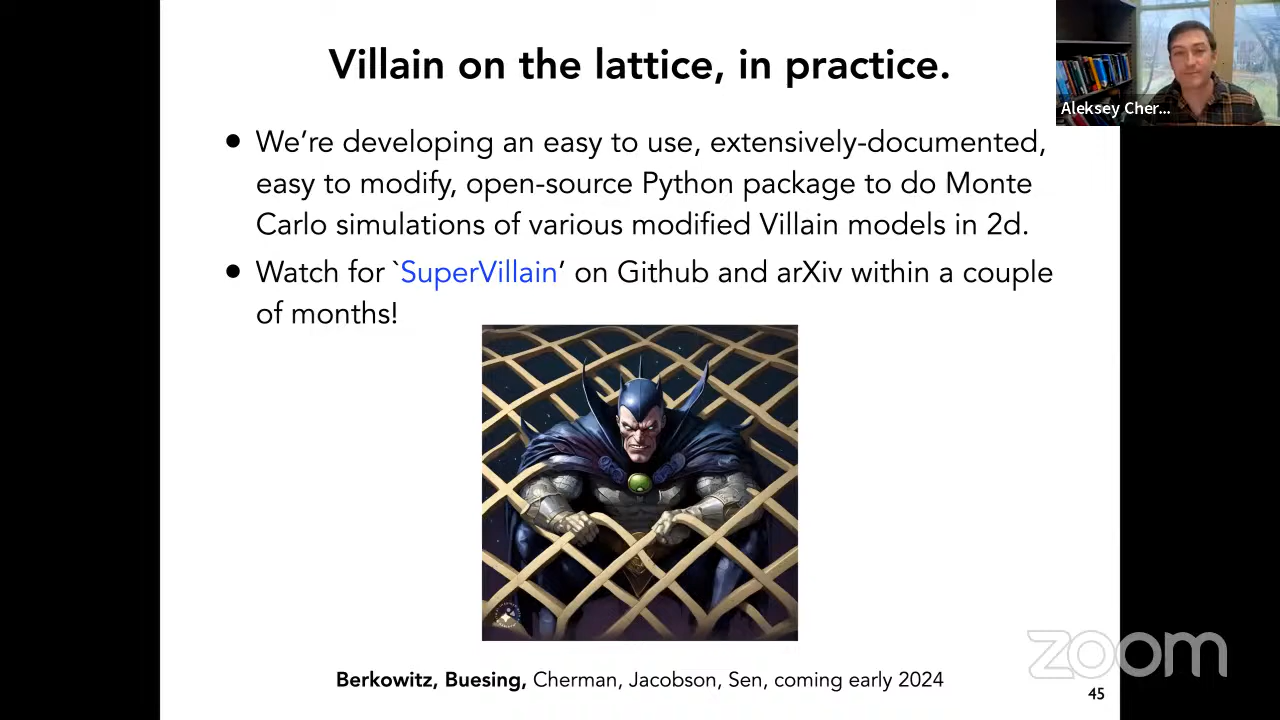 Villain on the lattice, in practice.
Aleksey Cher...
• We're developing an easy to use, extensively-documented,
easy to modify, open-source Python package to do Monte
Carlo simulations of various modified Villain models in 2d.
• Watch for `SuperVillain' on Github and arXiv within a couple
of months!
Berkowitz, Buesing, Cherman, Jacobson, Sen, coming early 2024
zoom
45